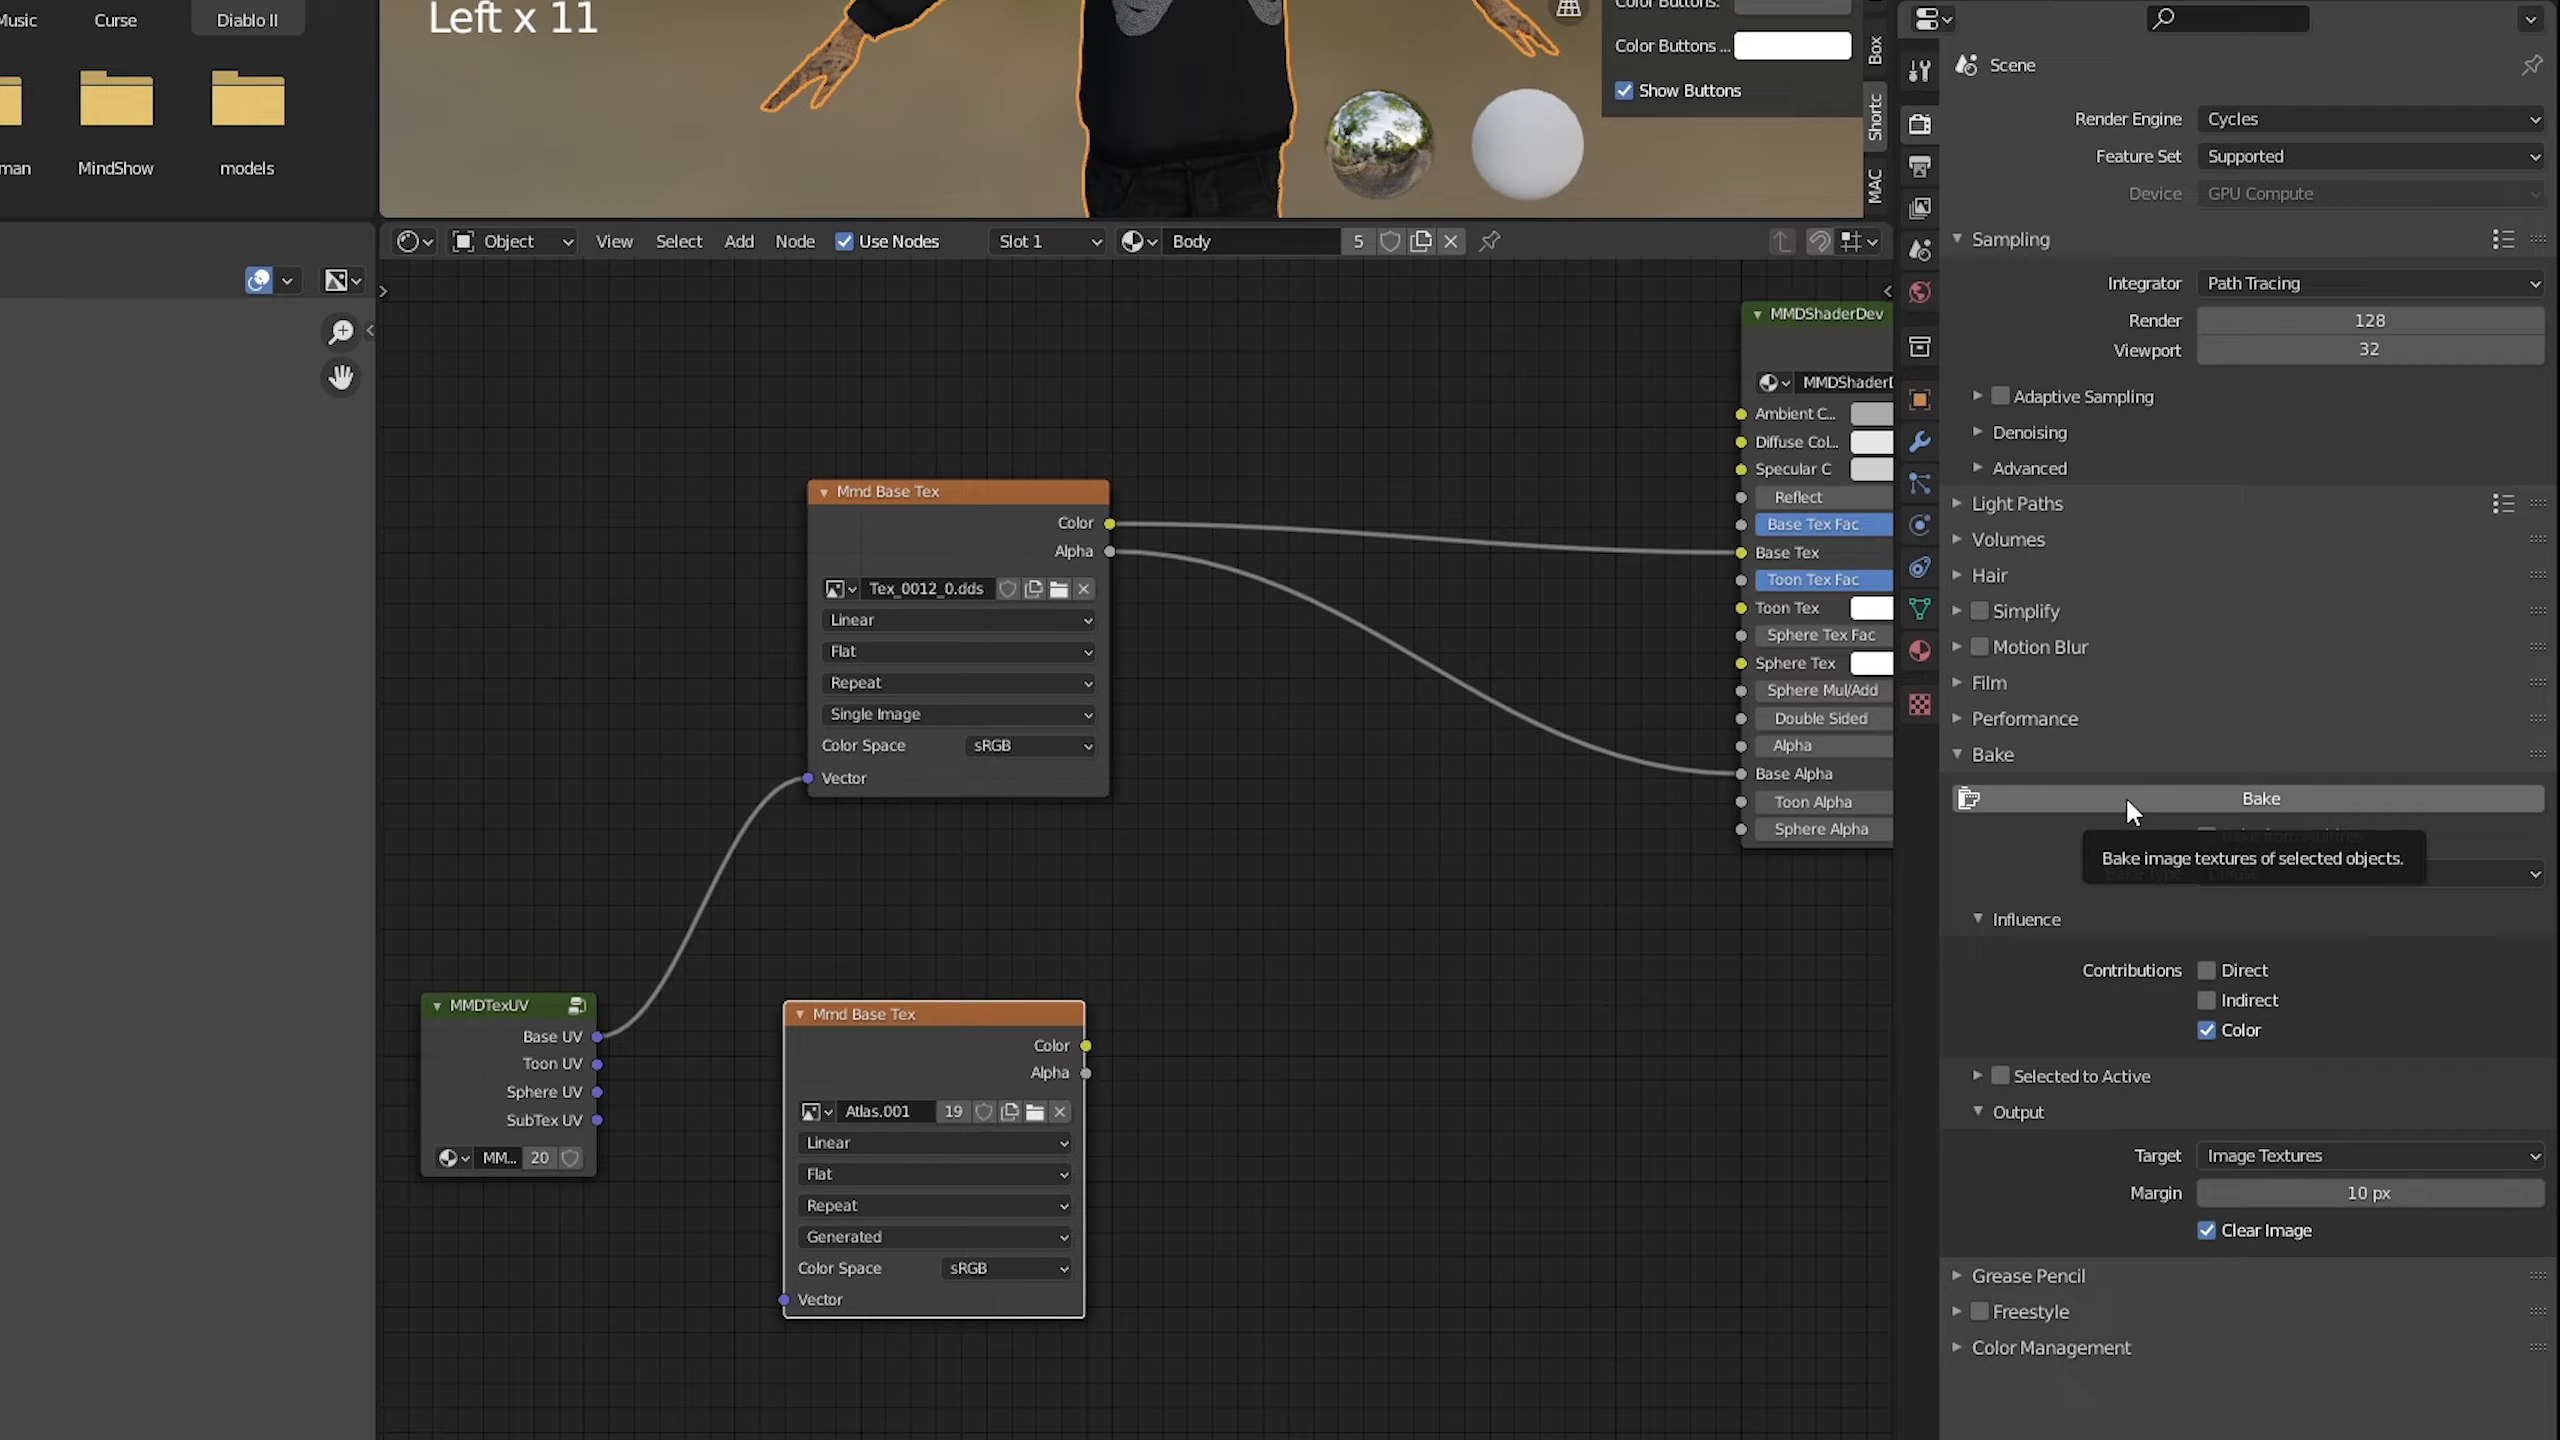 Music
Curse
Diablo II
man
MindShow
models
Left x 11
Color Buttons:
Color Buttons ...
Show Buttons
Box
Shortc
MAC
Object
View
Select
Add
Node
Use Nodes
Slot 1
Body
5
MMDShaderDev
MMDShaderD
Ambient C...
Diffuse Col...
Specular C
Reflect
Base Tex Fac
Base Tex
Toon Tex Fac
Toon Tex
Sphere Tex Fac
Sphere Tex
Sphere Mul/Add
Double Sided
Alpha
Base Alpha
Toon Alpha
Sphere Alpha
Mmd Base Tex
Color
Alpha
Tex_0012_0.dds
Linear
Flat
Repeat
Single Image
Color Space sRGB
Vector
MMDTexUV
Base UV
Toon UV
Sphere UV
SubTex UV
MM... 20
Mmd Base Tex
Color
Alpha
Atlas.001 19
Linear
Flat
Repeat
Generated
Color Space sRGB
Vector
Scene
Render Engine Cycles
Feature Set Supported
Device GPU Compute
Sampling
Integrator Path Tracing
Render 128
Viewport 32
Adaptive Sampling
Denoising
Advanced
Light Paths
Volumes
Hair
Simplify
Motion Blur
Film
Performance
Bake
Bake
Bake image textures of selected objects.
Influence
Contributions Direct
Indirect
Color
Selected to Active
Output
Target Image Textures
Margin 10 px
Clear Image
Grease Pencil
Freestyle
Color Management